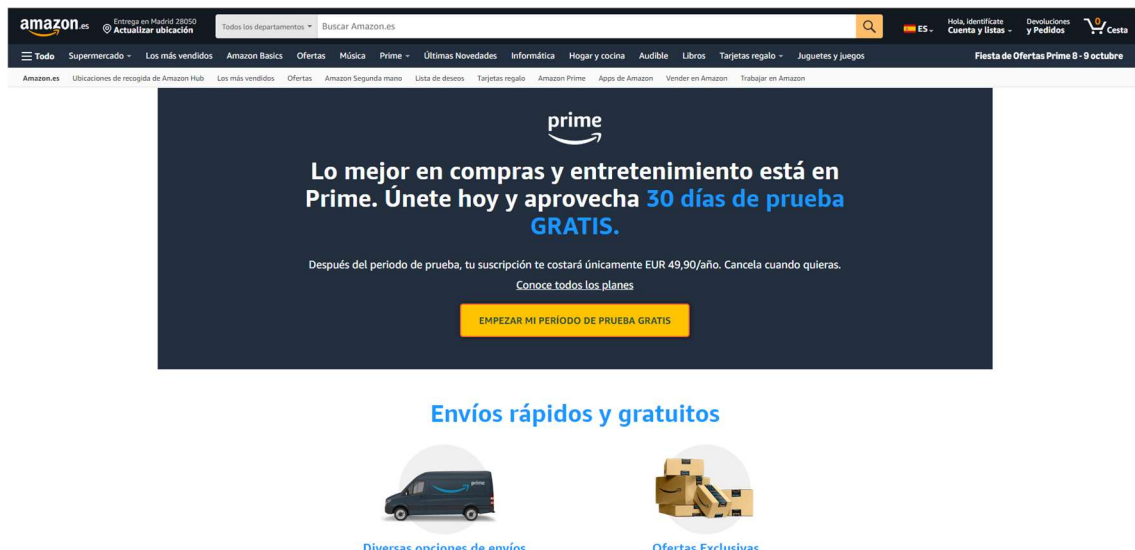 amazon.es
Entrega en Madrid 28050
Actualizar ubicación
Todos los departamentos
Buscar Amazon.es
ES
Hola, identifícate
Cuenta y listas
Devoluciones
y Pedidos
0
Cesta
Todo Supermercado Los más vendidos Amazon Basics Ofertas Música Prime Últimas Novedades Informática Hogar y cocina Audible Libros Tarjetas regalo Juguetes y juegos Fiesta de Ofertas Prime 8 - 9 octubre
Amazon.es Ubicaciones de recogida de Amazon Hub Los más vendidos Ofertas Amazon Segunda mano Lista de deseos Tarjetas regalo Amazon Prime Apps de Amazon Vender en Amazon Trabajar en Amazon
prime
Lo mejor en compras y entretenimiento está en
Prime. Únete hoy y aprovecha 30 días de prueba
GRATIS.
Después del periodo de prueba, tu suscripción te costará únicamente EUR 49,90/año. Cancela cuando quieras.
Conoce todos los planes
EMPEZAR MI PERÍODO DE PRUEBA GRATIS
Envíos rápidos y gratuitos
prime
Diversas opciones de envíos
Ofertas Exclusivas